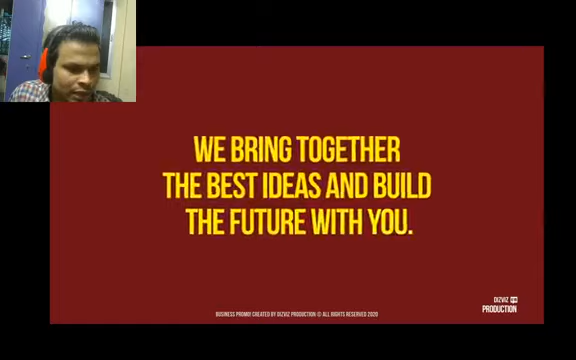 WE BRING TOGETHER
THE BEST IDEAS AND BUILD
THE FUTURE WITH YOU.
DIZVIZ
PRODUCTION
BUSINESS PROMO! CREATED BY DIZVIZ PRODUCTION © ALL RIGHTS RESERVED 2020